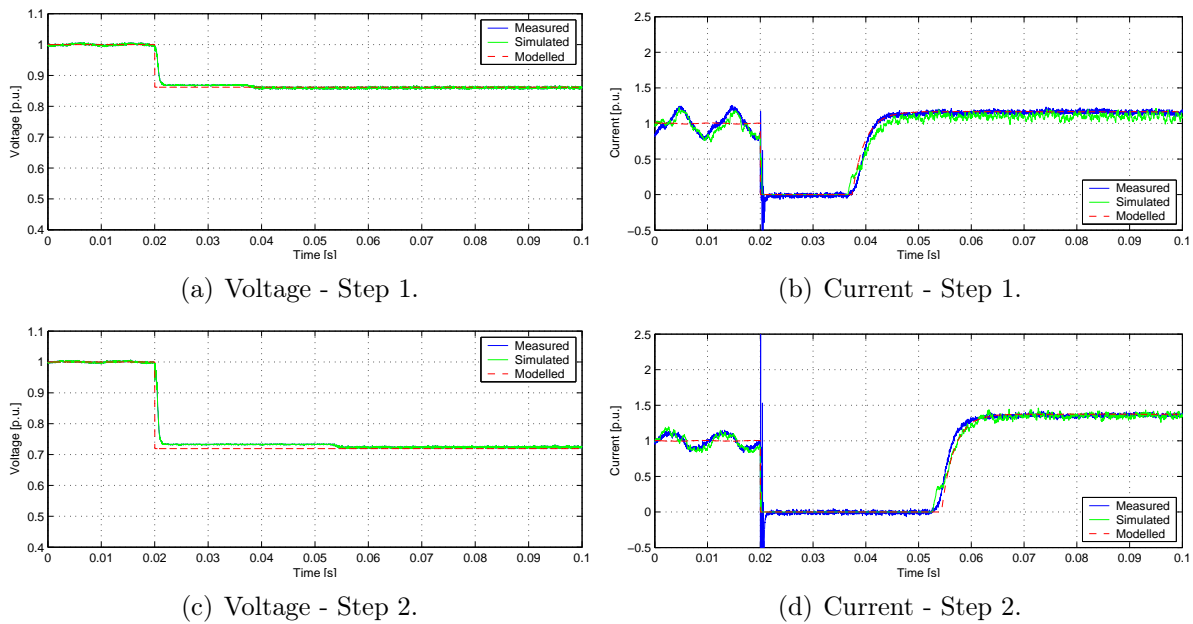 1.1
1
0.9
0.8
0.7
0.6
0.5
0.4
Voltage [p.u.]
Measured
Simulated
Modelled
0 0.01 0.02 0.03 0.04 0.05 0.06 0.07 0.08 0.09 0.1
Time [s]
(a) Voltage - Step 1.
2.5
2
1.5
1
0.5
0
−0.5
Current [p.u.]
Measured
Simulated
Modelled
0 0.01 0.02 0.03 0.04 0.05 0.06 0.07 0.08 0.09 0.1
Time [s]
(b) Current - Step 1.
1.1
1
0.9
0.8
0.7
0.6
0.5
0.4
Voltage [p.u.]
Measured
Simulated
Modelled
0 0.01 0.02 0.03 0.04 0.05 0.06 0.07 0.08 0.09 0.1
Time [s]
(c) Voltage - Step 2.
2.5
2
1.5
1
0.5
0
−0.5
Current [p.u.]
Measured
Simulated
Modelled
0 0.01 0.02 0.03 0.04 0.05 0.06 0.07 0.08 0.09 0.1
Time [s]
(d) Current - Step 2.